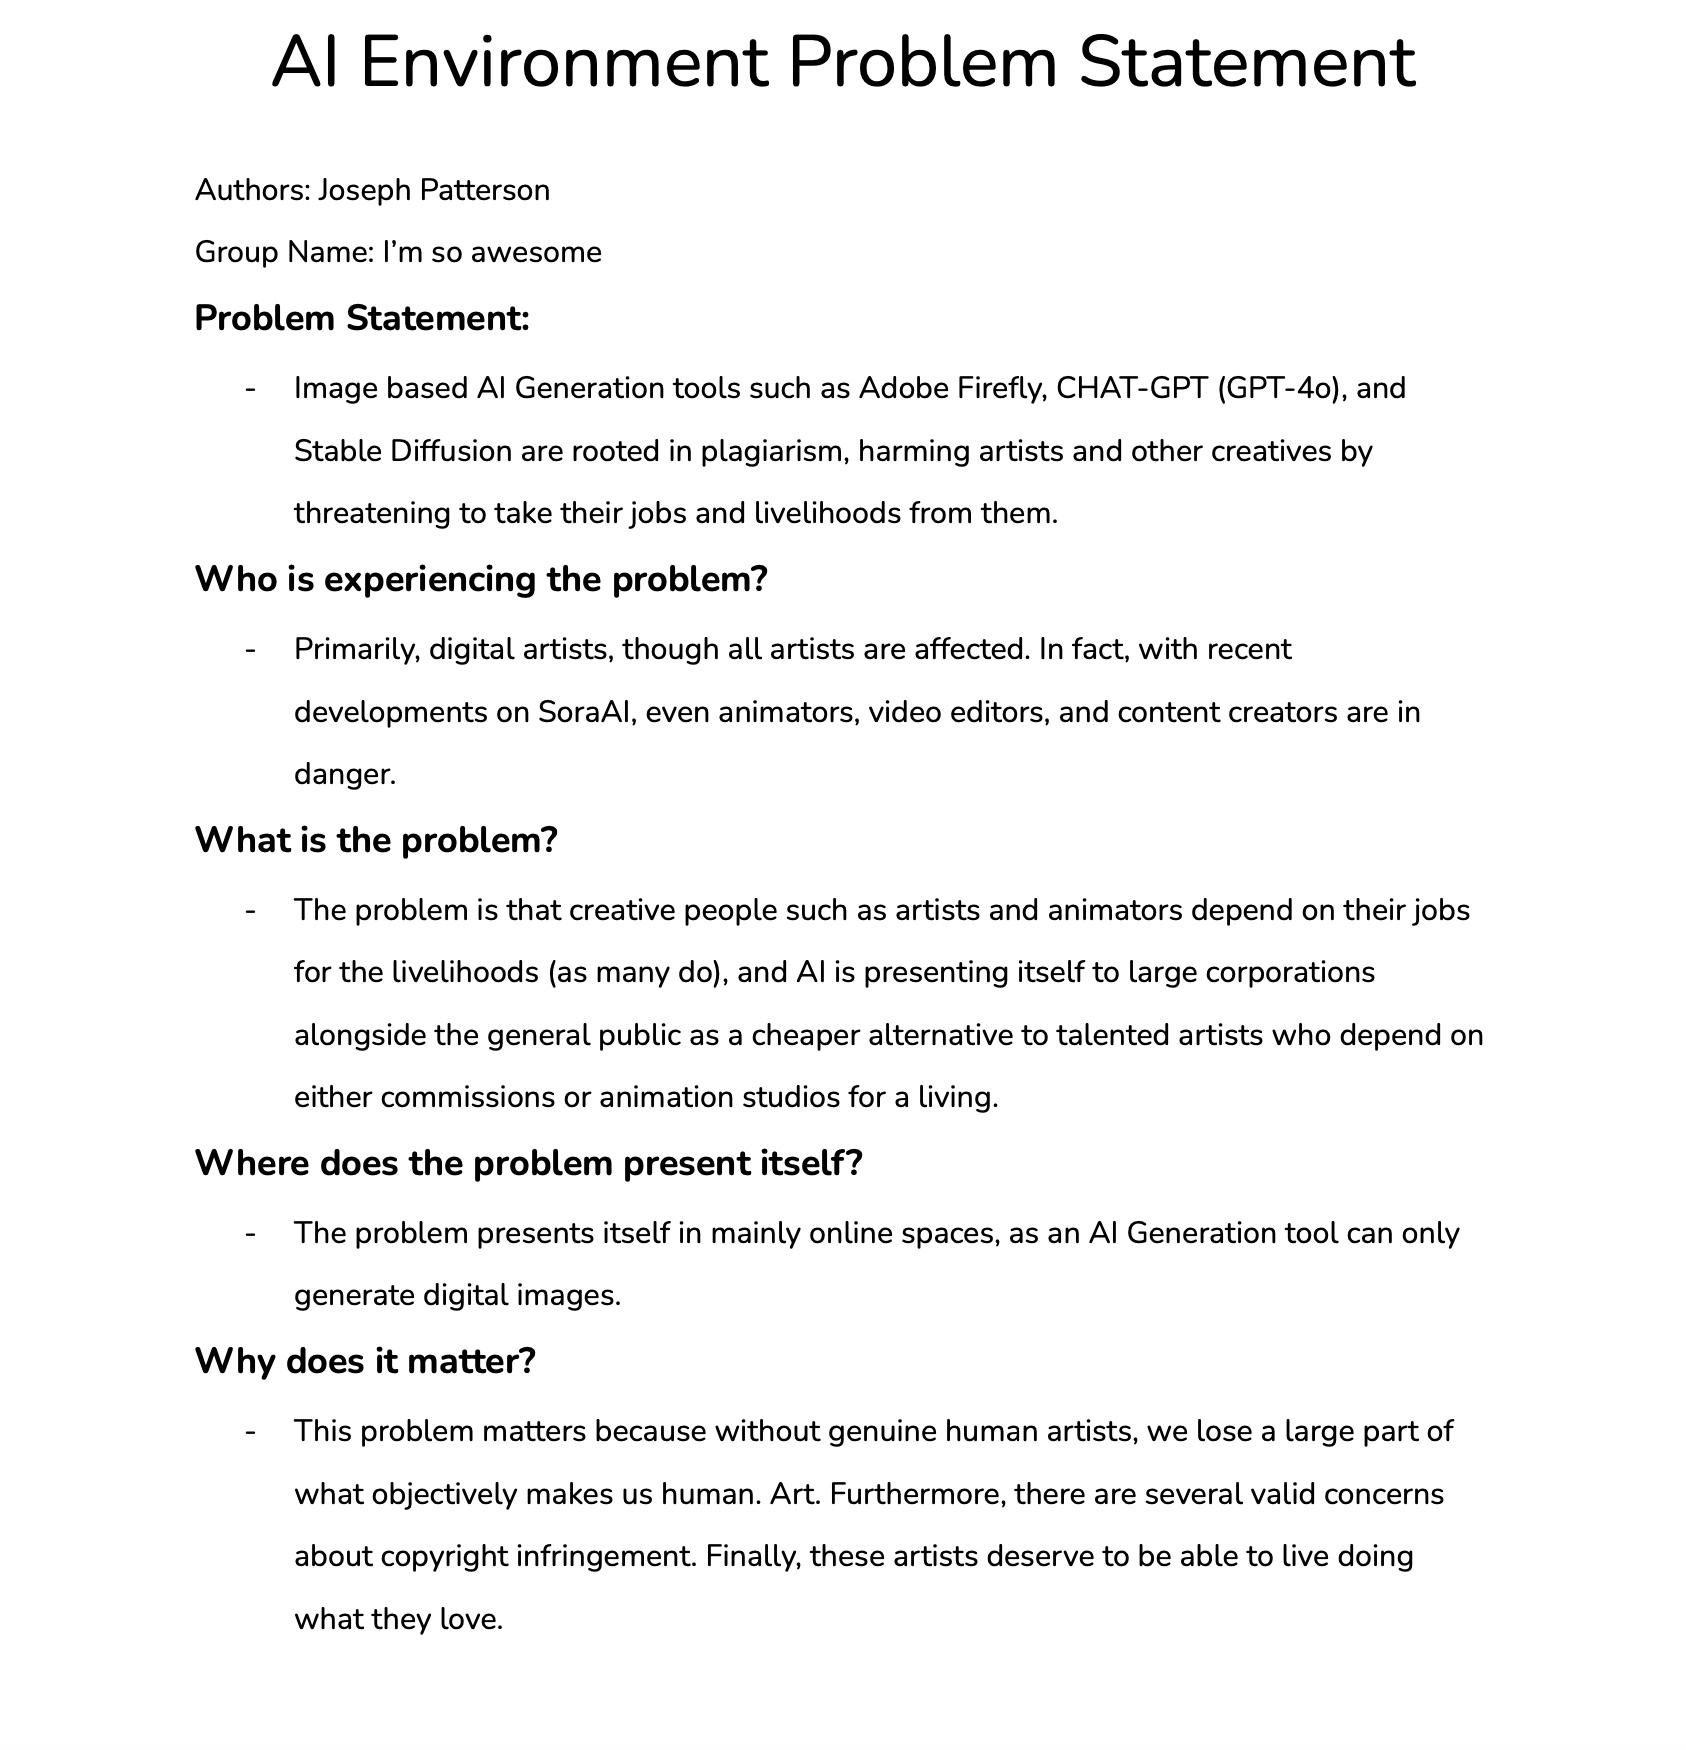 AI Environment Problem Statement
Authors: Joseph Patterson
Group Name: I’m so awesome
Problem Statement:
- Image based AI Generation tools such as Adobe Firefly, CHAT-GPT (GPT-4o), and
Stable Diffusion are rooted in plagiarism, harming artists and other creatives by
threatening to take their jobs and livelihoods from them.
Who is experiencing the problem?
- Primarily, digital artists, though all artists are affected. In fact, with recent
developments on SoraAI, even animators, video editors, and content creators are in
danger.
What is the problem?
- The problem is that creative people such as artists and animators depend on their jobs
for the livelihoods (as many do), and AI is presenting itself to large corporations
alongside the general public as a cheaper alternative to talented artists who depend on
either commissions or animation studios for a living.
Where does the problem present itself?
- The problem presents itself in mainly online spaces, as an AI Generation tool can only
generate digital images.
Why does it matter?
- This problem matters because without genuine human artists, we lose a large part of
what objectively makes us human. Art. Furthermore, there are several valid concerns
about copyright infringement. Finally, these artists deserve to be able to live doing
what they love.